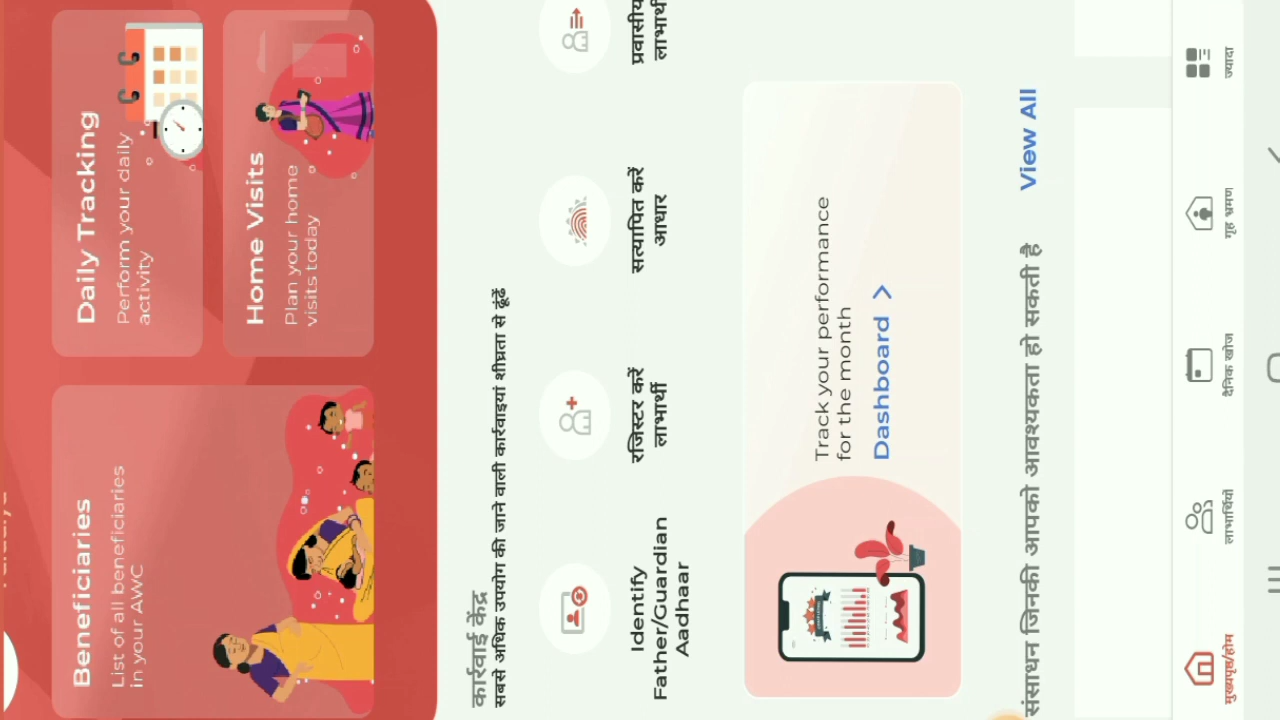 Beneficiaries
List of all beneficiaries
in your AWC
Daily Tracking
Perform your daily
activity
Home Visits
Plan your home
visits today
कार्रवाई केंद्र
सबसे अधिक उपयोग की जाने वाली कार्रवाइयां शीघ्रता से ढूंढें
Identify
Father/Guardian
Aadhaar
रजिस्टर करें
लाभार्थी
सत्यापित करें
आधार
प्रवासीय
लाभार्थी
Track your performance
for the month
Dashboard
संसाधन जिनकी आपको आवश्यकता हो सकती है
View All
मुख्यपृष्ठ/होम
लाभार्थियों
दैनिक खोज
गृह भ्रमण
ज्यादा